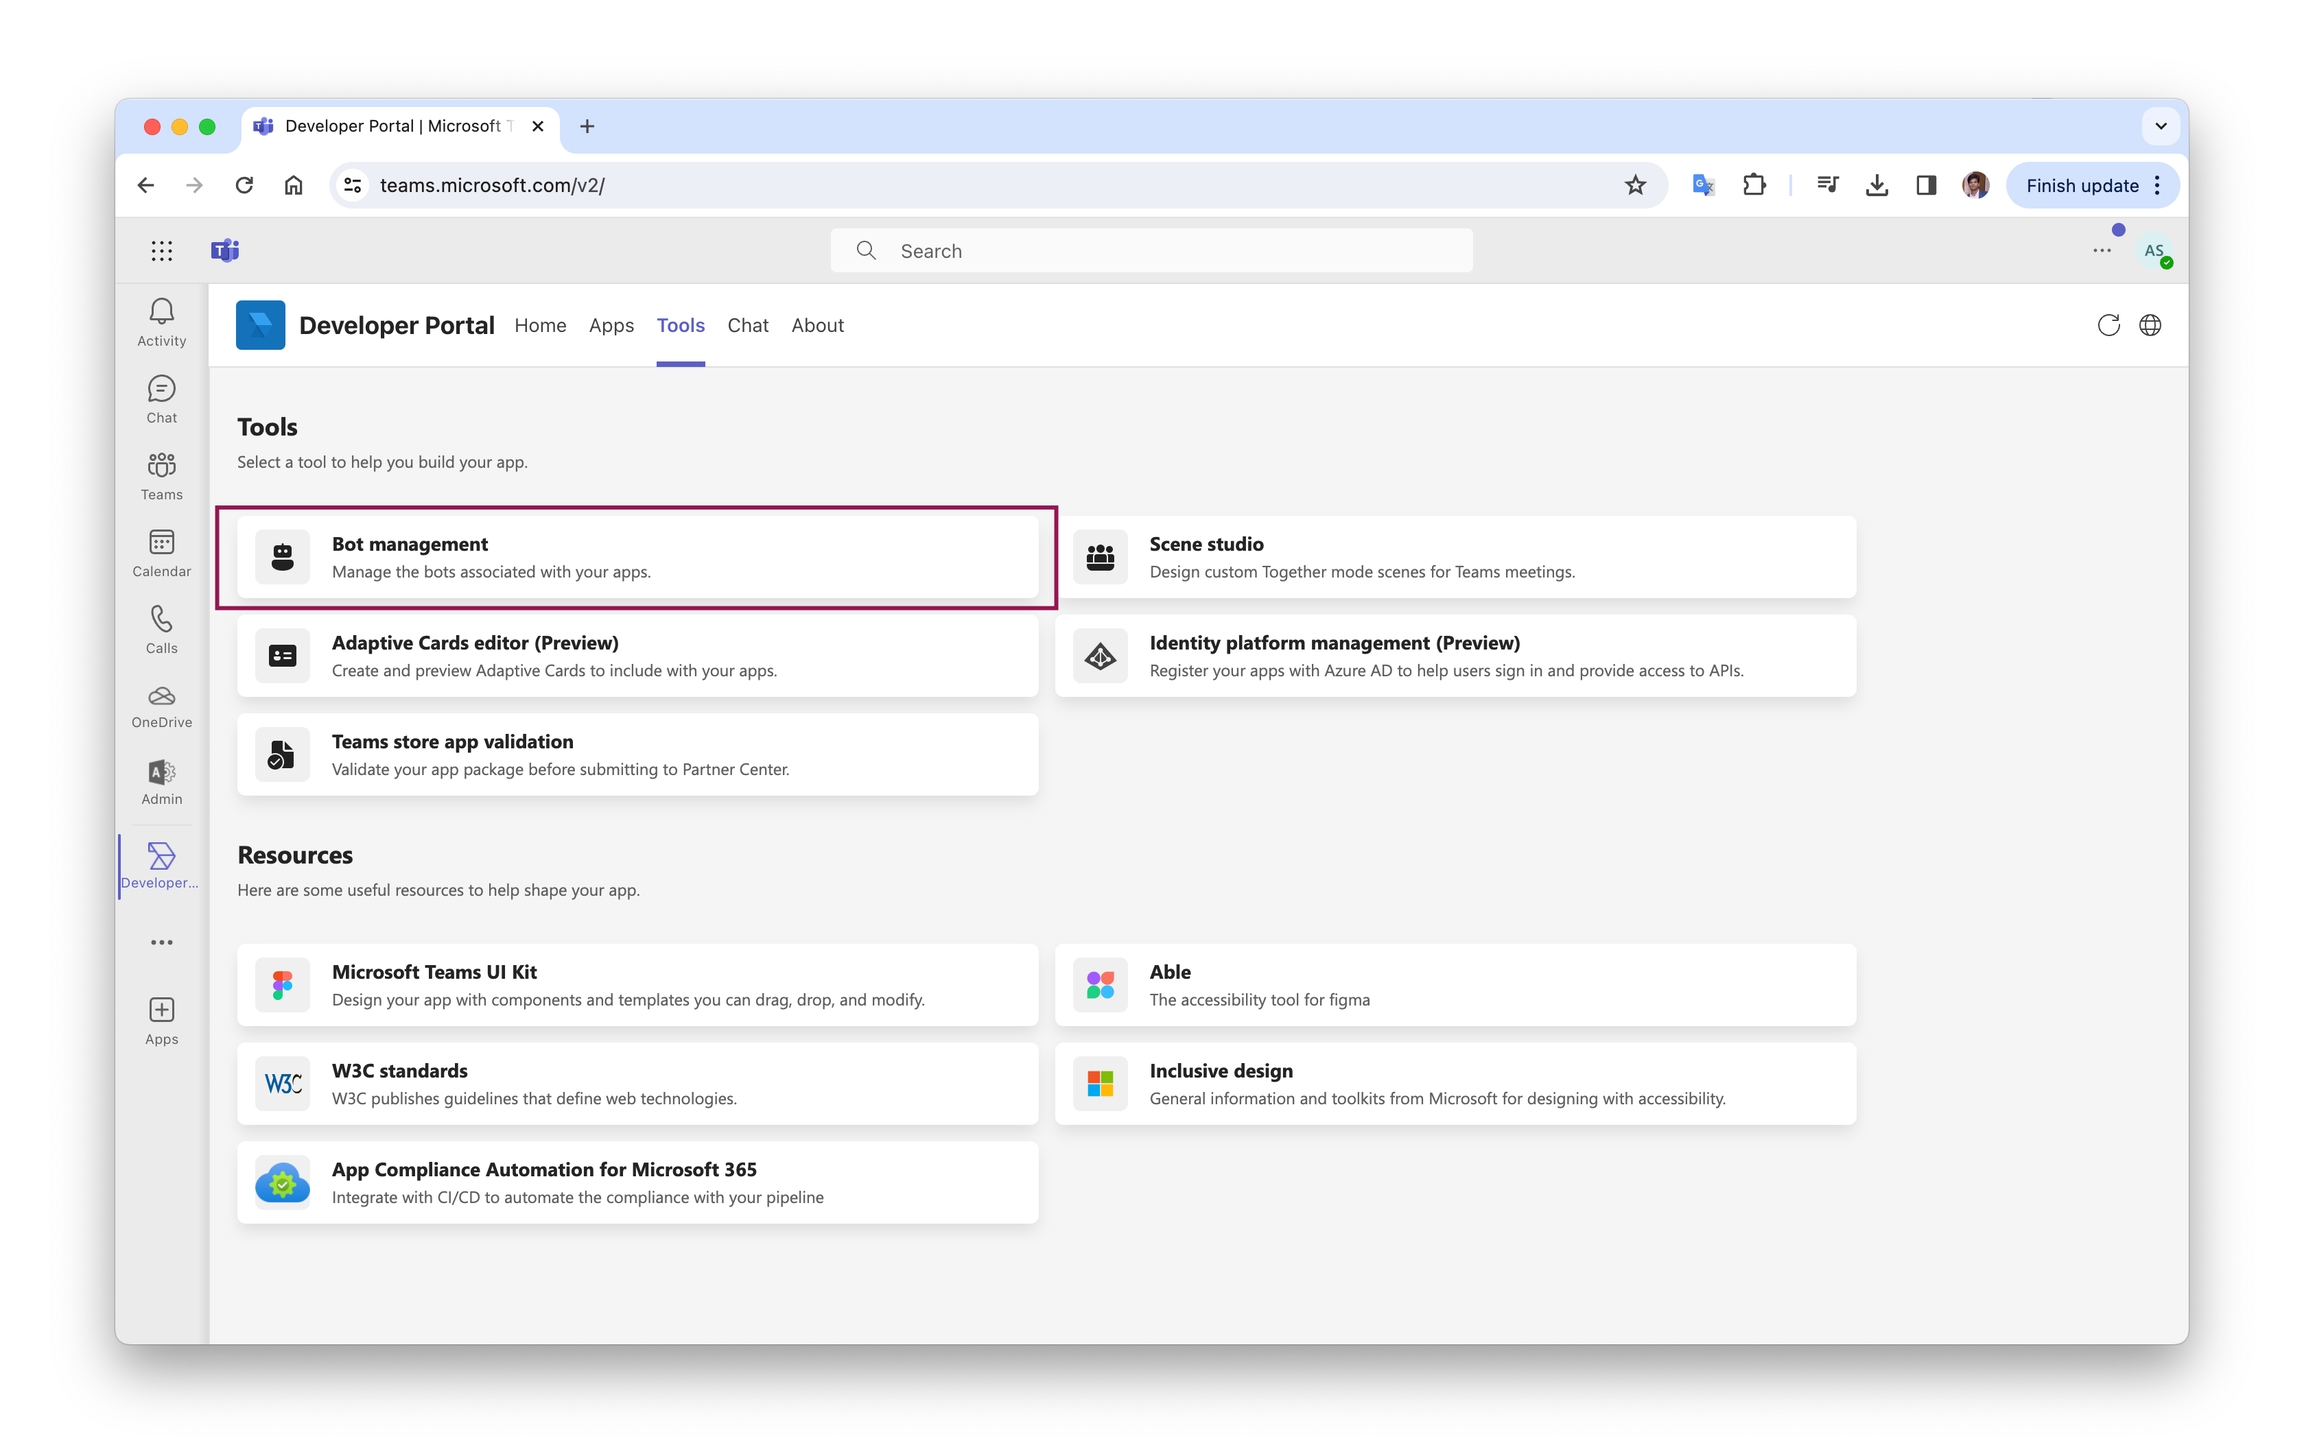 Developer Portal | Microsoft T
teams.microsoft.com/v2/
Finish update
Search
AS
Activity
Chat
Teams
Calendar
Calls
OneDrive
Admin
Developer...
Apps
Developer Portal
Home
Apps
Tools
Chat
About
Tools
Select a tool to help you build your app.
Bot management
Manage the bots associated with your apps.
Scene studio
Design custom Together mode scenes for Teams meetings.
Adaptive Cards editor (Preview)
Create and preview Adaptive Cards to include with your apps.
Identity platform management (Preview)
Register your apps with Azure AD to help users sign in and provide access to APIs.
Teams store app validation
Validate your app package before submitting to Partner Center.
Resources
Here are some useful resources to help shape your app.
Microsoft Teams UI Kit
Design your app with components and templates you can drag, drop, and modify.
Able
The accessibility tool for figma
W3C
W3C standards
W3C publishes guidelines that define web technologies.
Inclusive design
General information and toolkits from Microsoft for designing with accessibility.
App Compliance Automation for Microsoft 365
Integrate with CI/CD to automate the compliance with your pipeline